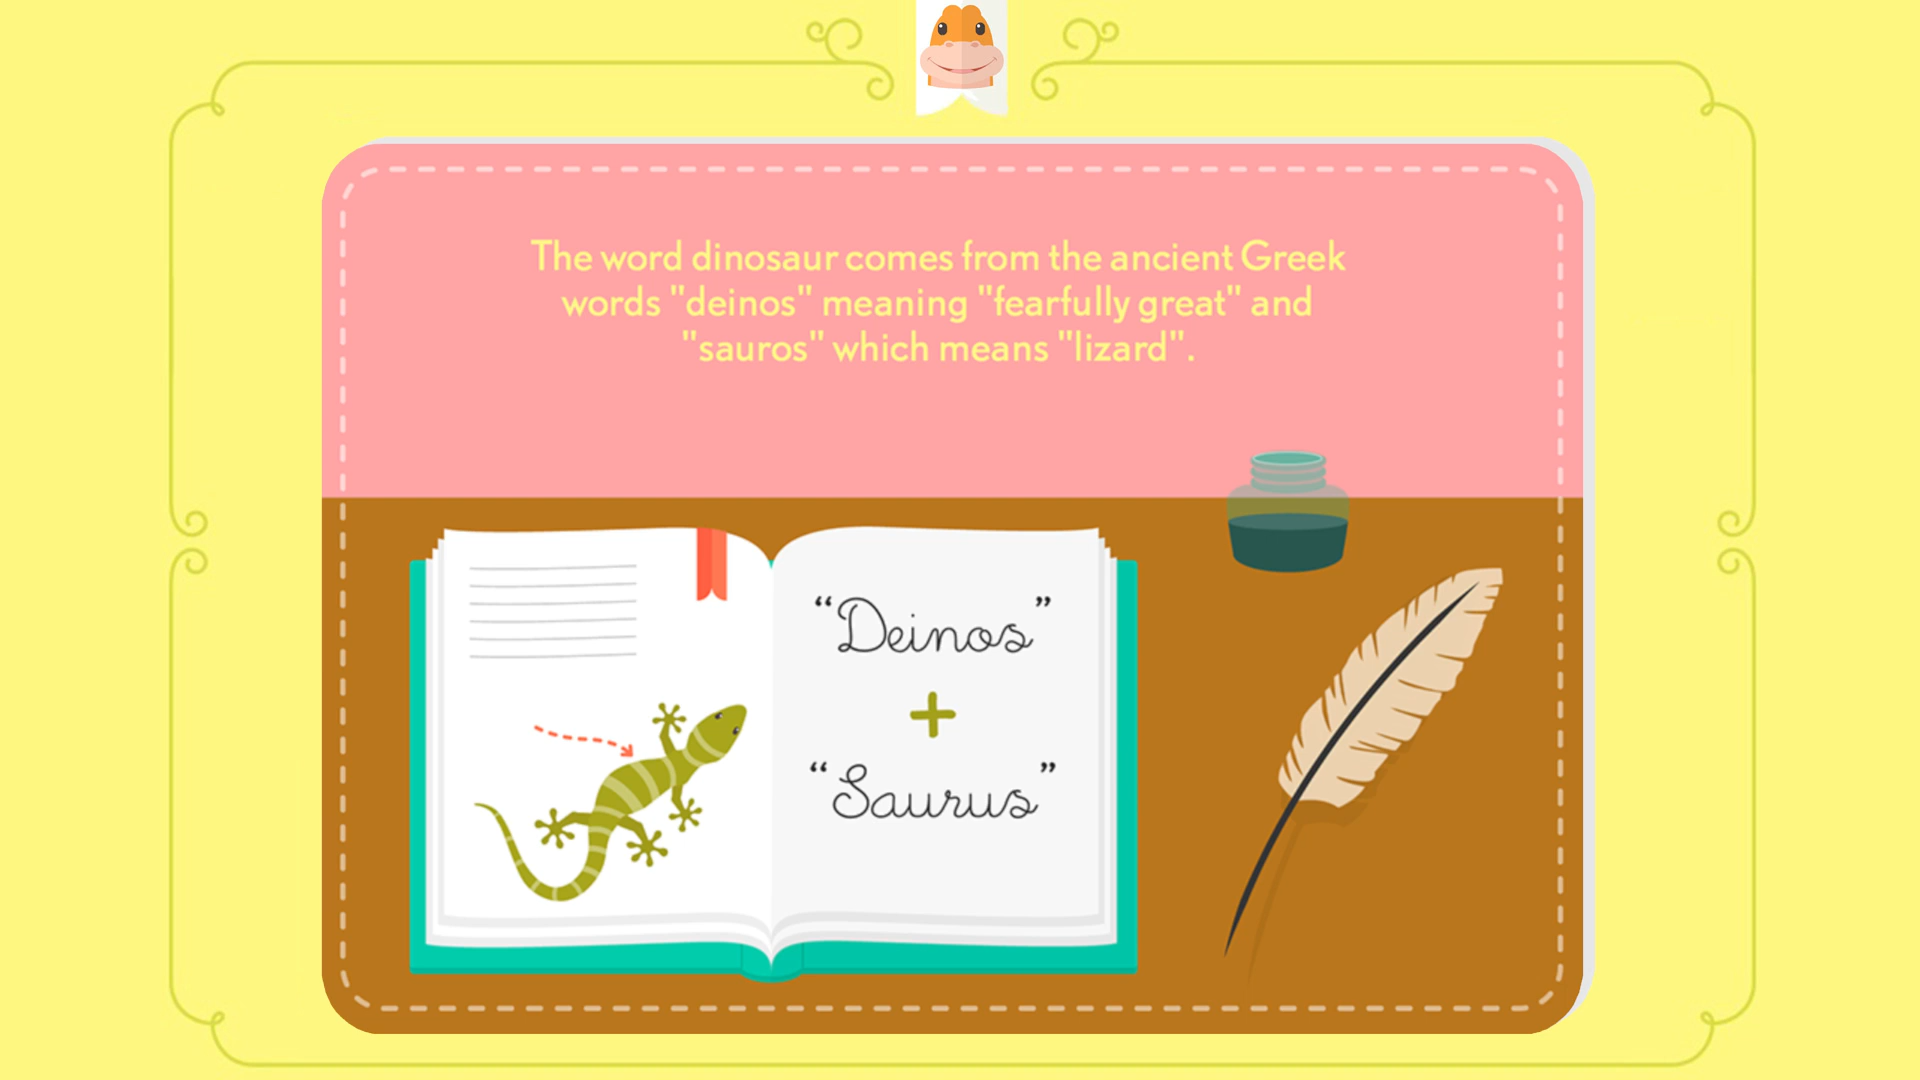 The word dinosaur comes from the ancient Greek
words "deinos" meaning "fearfully great" and
"sauros" which means "lizard".
“Deinos”
+
“Saurus”